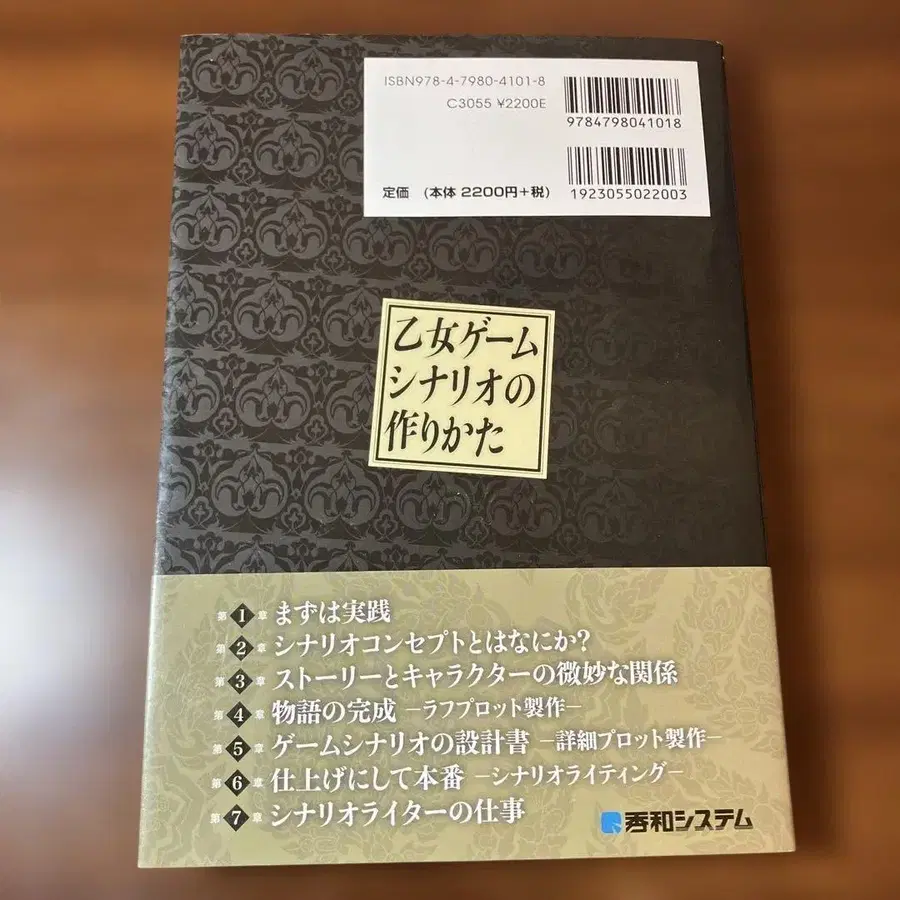 ISBN978-4-7980-4101-8
C3055 ¥2200E
9784798041018
定価 (本体 2200円+税)
1923055022003
乙女ゲーム
シナリオの
作りかた
第1章 まずは実践
第2章 シナリオコンセプトとはなにか?
第3章 ストーリーとキャラクターの微妙な関係
第4章 物語の完成 −ラフプロット製作−
第5章 ゲームシナリオの設計書 −詳細プロット製作−
第6章 仕上げにして本番 −シナリオライティング−
第7章 シナリオライターの仕事
秀和システム